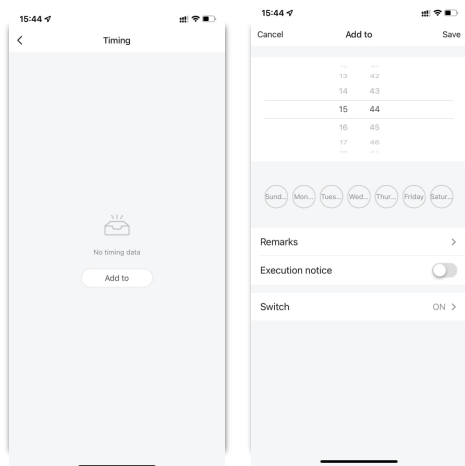 15:44
Timing
No timing data
Add to
15:44
Cancel Add to Save
13 42
14 43
15 44
16 45
17 46
Sund... Mon... Tues... Wed... Thur... Friday Satur...
Remarks
Execution notice
Switch ON